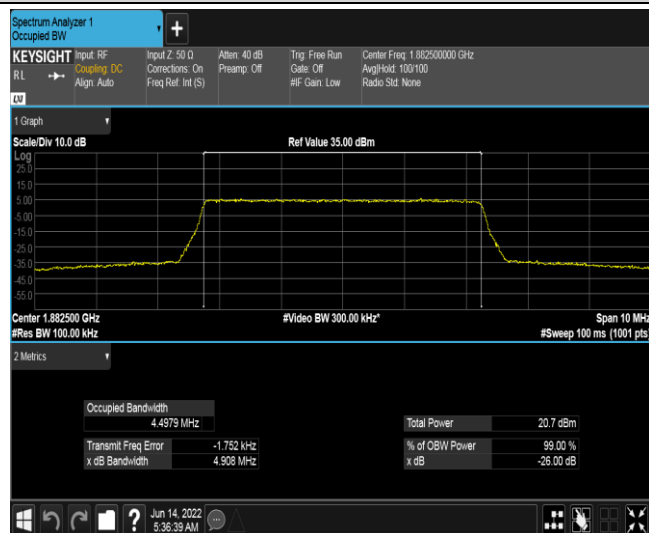 Spectrum Analyzer 1
Occupied BW
+
KEYSIGHT Input: RF Input Z: 50 Ω Atten: 40 dB Trig: Free Run Center Freq: 1.882500000 GHz
RL Coupling: DC Corrections: On Preamp: Off Gate: Off Avg|Hold: 100/100
Align: Auto Freq Ref: Int (S) #IF Gain: Low Radio Std: None
LXI
1 Graph
Scale/Div 10.0 dB Ref Value 35.00 dBm
Log
25.0
15.0
5.00
-5.00
-15.0
-25.0
-35.0
-45.0
-55.0
Center 1.882500 GHz #Video BW 300.00 kHz* Span 10 MHz
#Res BW 100.00 kHz #Sweep 100 ms (1001 pts)
2 Metrics
Occupied Bandwidth
4.4979 MHz Total Power 20.7 dBm
Transmit Freq Error -1.752 kHz % of OBW Power 99.00 %
x dB Bandwidth 4.908 MHz x dB -26.00 dB
? Jun 14, 2022
5:36:39 AM